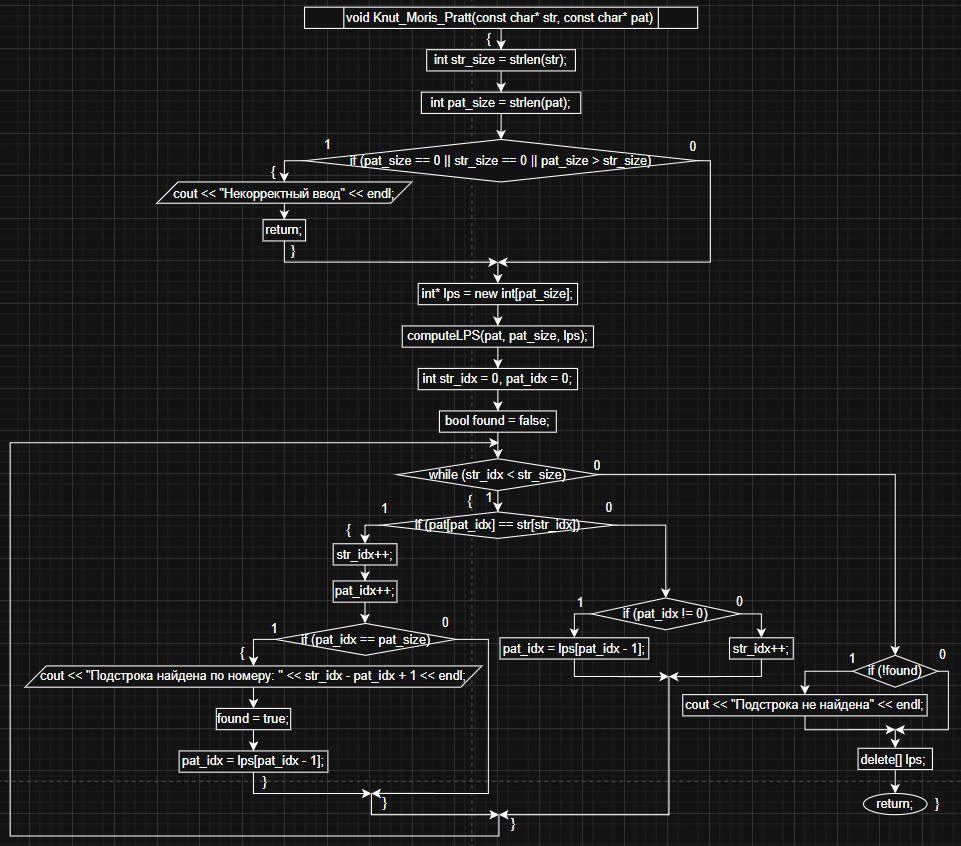 void Knut_Moris_Pratt(const char* str, const char* pat)
{
int str_size = strlen(str);
int pat_size = strlen(pat);
1
0
if (pat_size == 0 || str_size == 0 || pat_size > str_size)
{
cout << "Некорректный ввод" << endl;
return;
}
int* lps = new int[pat_size];
computeLPS(pat, pat_size, lps);
int str_idx = 0, pat_idx = 0;
bool found = false;
while (str_idx < str_size)
0
{
1
1
if (pat[pat_idx] == str[str_idx])
0
{
str_idx++;
pat_idx++;
1
if (pat_idx == pat_size)
0
{
cout << "Подстрока найдена по номеру: " << str_idx - pat_idx + 1 << endl;
found = true;
pat_idx = lps[pat_idx - 1];
}
}
1
if (pat_idx != 0)
0
pat_idx = lps[pat_idx - 1];
str_idx++;
}
1
if (!found)
0
cout << "Подстрока не найдена" << endl;
delete[] lps;
return;
}